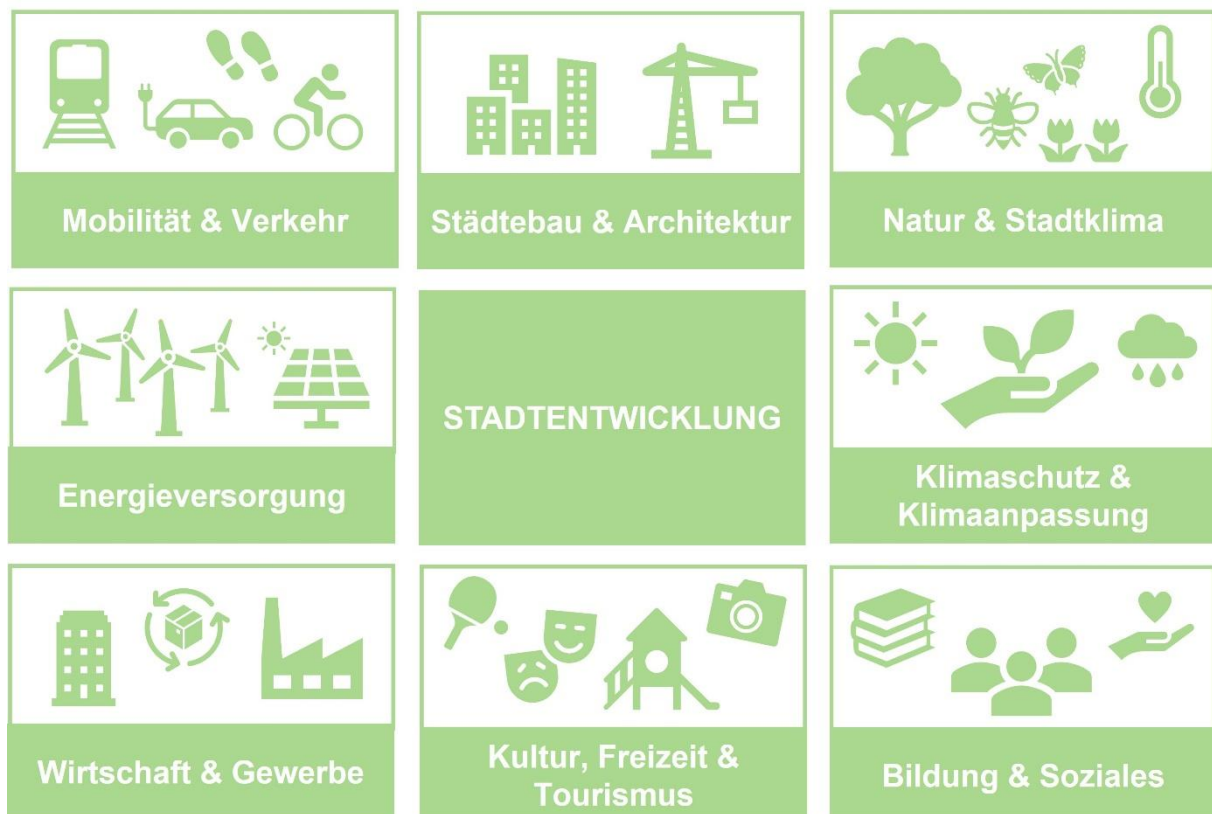 Mobilität & Verkehr
Städtebau & Architektur
Natur & Stadtklima
Energieversorgung
STADTENTWICKLUNG
Klimaschutz &
Klimaanpassung
Wirtschaft & Gewerbe
Kultur, Freizeit &
Tourismus
Bildung & Soziales